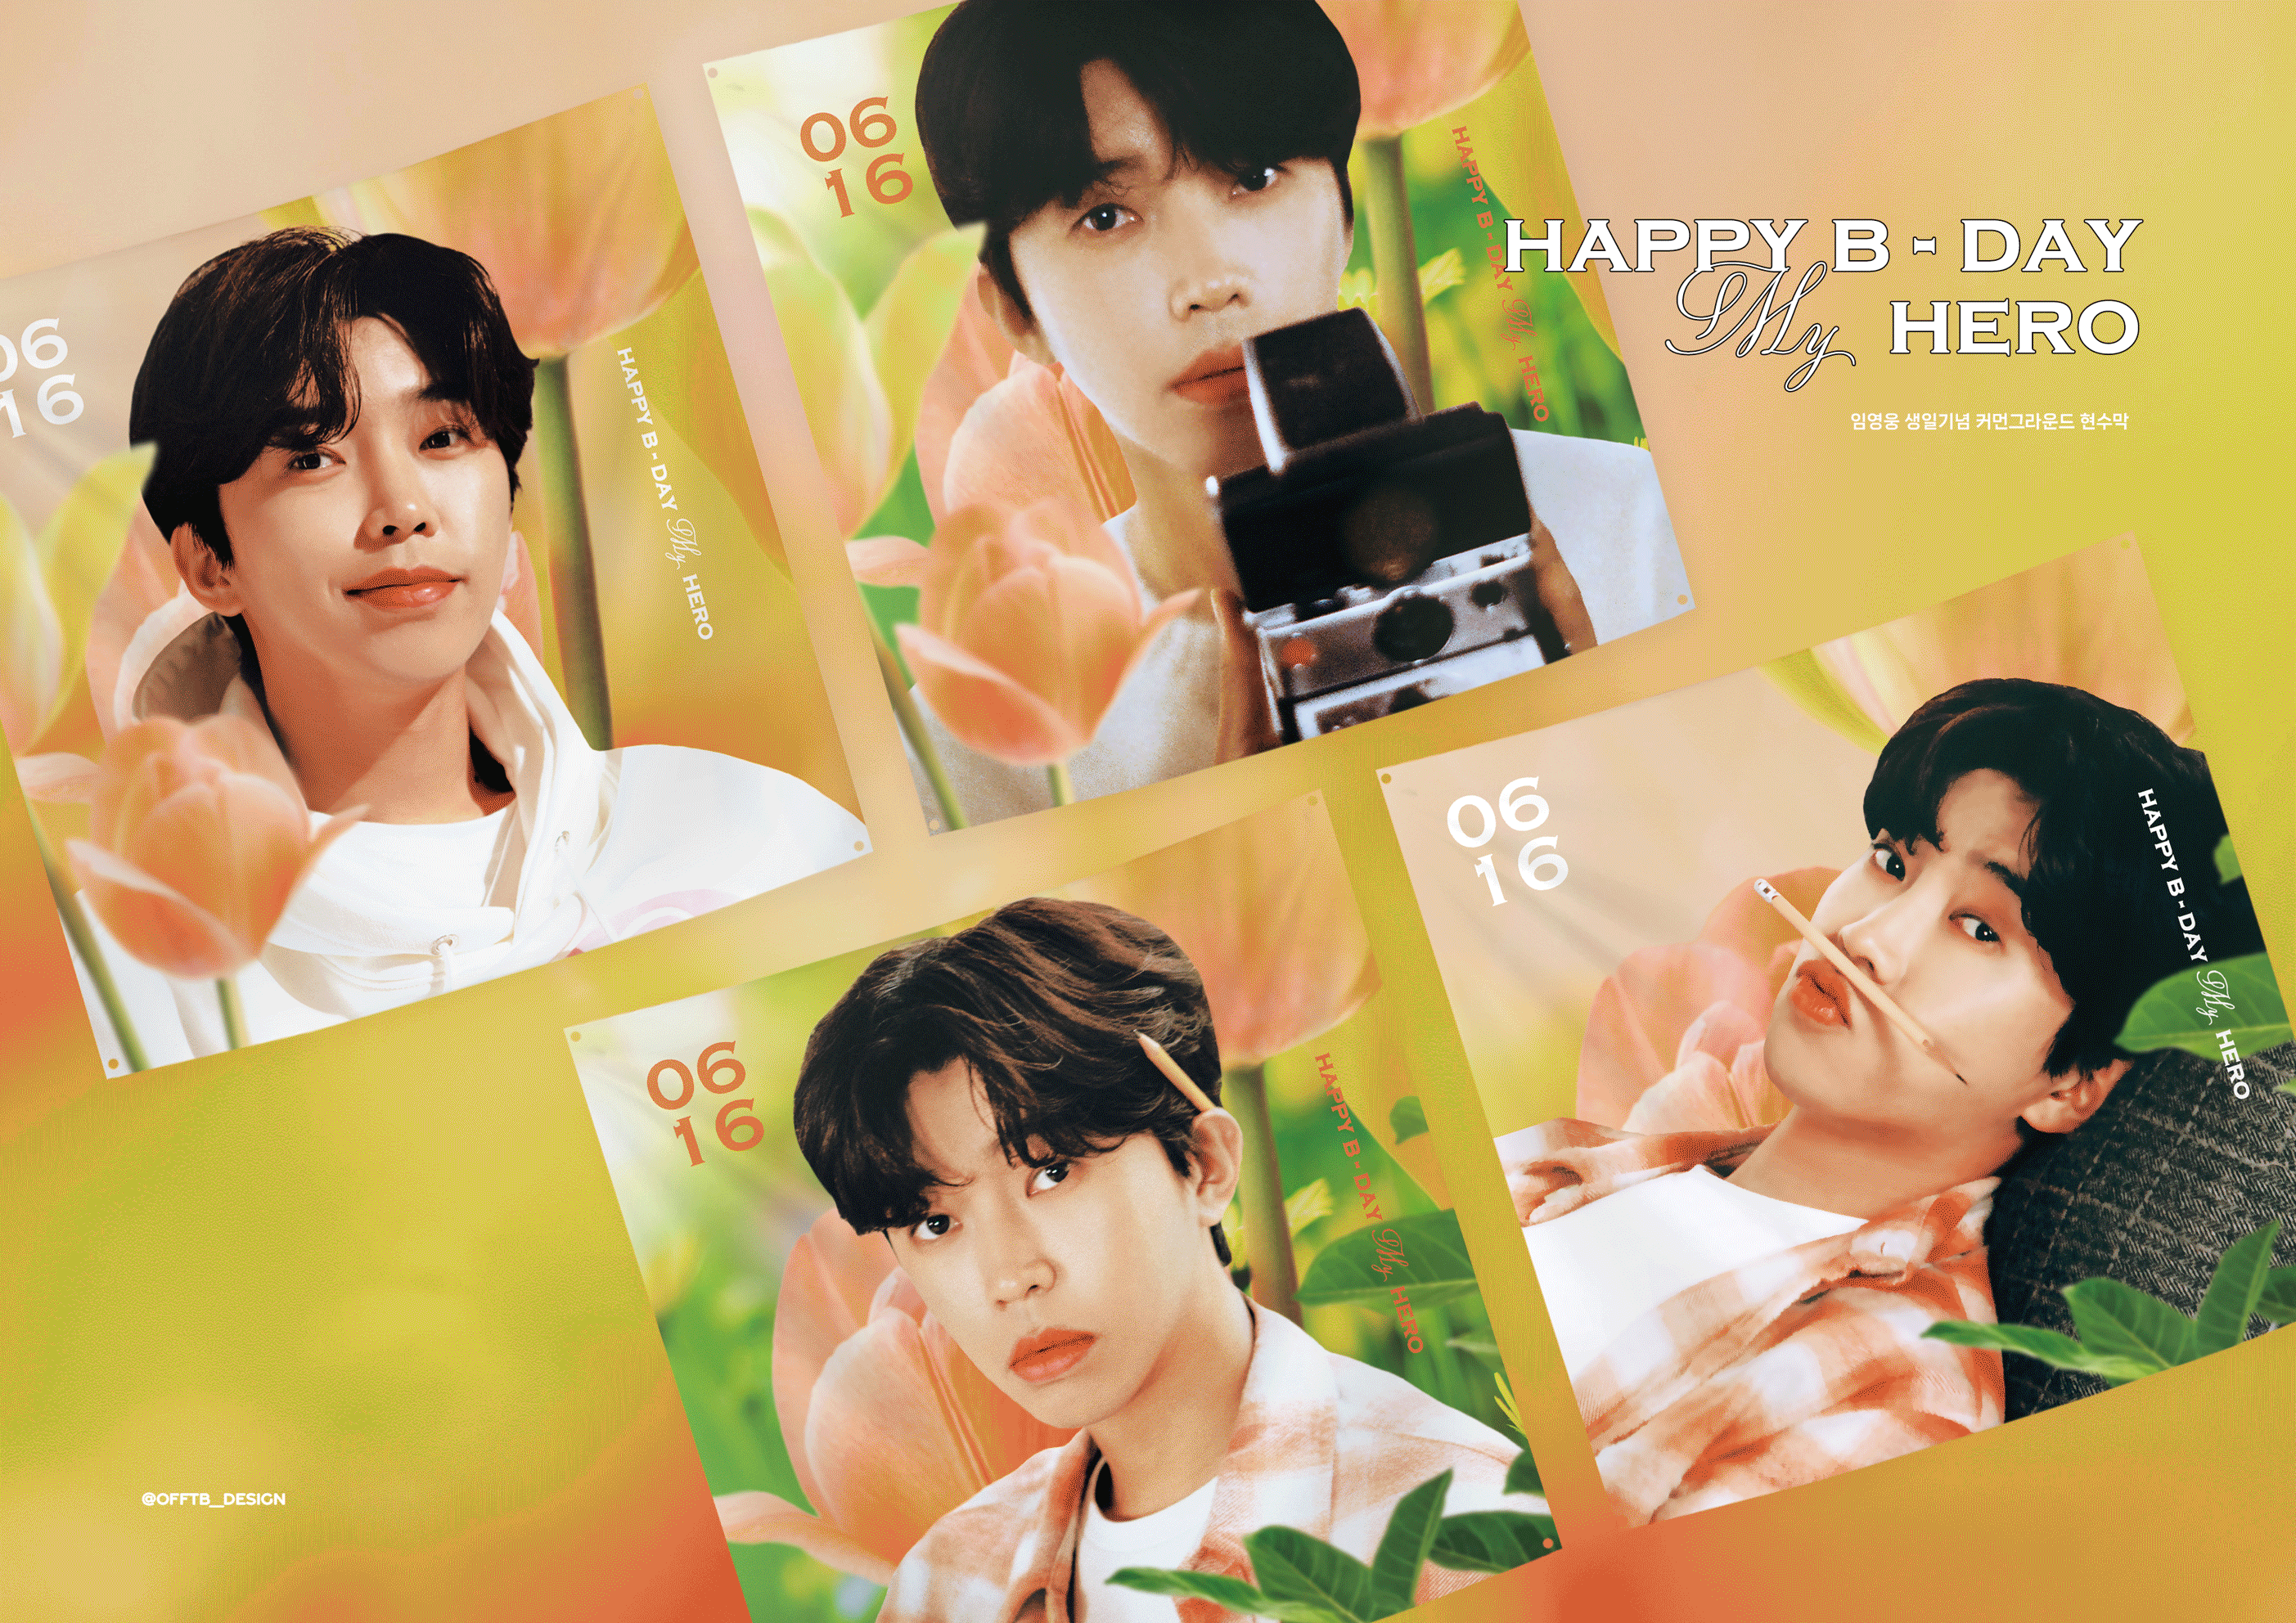 06
16
HAPPY B - DAY My HERO
06
16
HAPPY B - DAY My HERO
HAPPY B - DAY
My HERO
임영웅 생일기념 커먼그라운드 현수막
06
16
HAPPY B - DAY My HERO
06
16
HAPPY B - DAY My HERO
@OFFTB_DESIGN